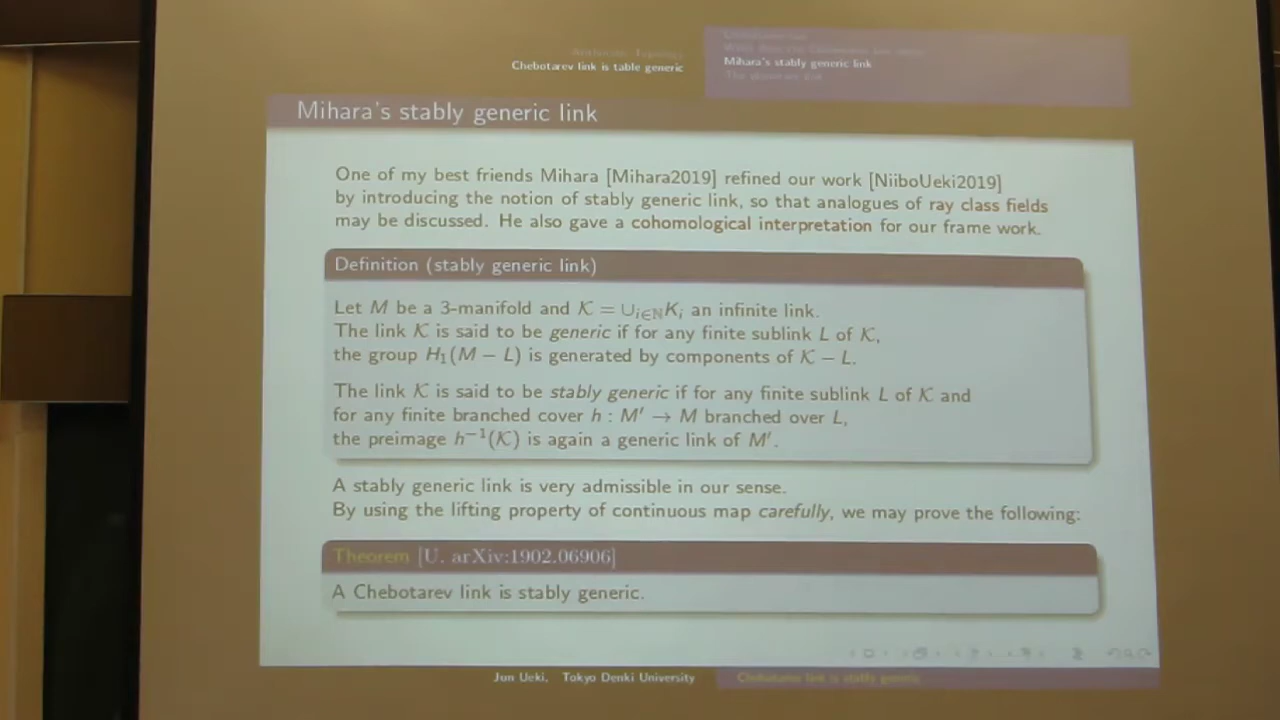 Chebotarev link is table generic
Mihara's stably generic link
Mihara's stably generic link
One of my best friends Mihara [Mihara2019] refined our work [NiiboUeki2019]
by introducing the notion of stably generic link, so that analogues of ray class fields
may be discussed. He also gave a cohomological interpretation for our frame work.
Definition (stably generic link)
Let M be a 3-manifold and 𝒦 = ∪i∈ℕKi an infinite link.
The link 𝒦 is said to be generic if for any finite sublink L of 𝒦,
the group H₁(M − L) is generated by components of 𝒦 − L.
The link 𝒦 is said to be stably generic if for any finite sublink L of 𝒦 and
for any finite branched cover h : M′ → M branched over L,
the preimage h⁻¹(𝒦) is again a generic link of M′.
A stably generic link is very admissible in our sense.
By using the lifting property of continuous map carefully, we may prove the following:
Theorem [U. arXiv:1902.06906]
A Chebotarev link is stably generic.
Jun Ueki, Tokyo Denki University
Chebotarev link is stably generic